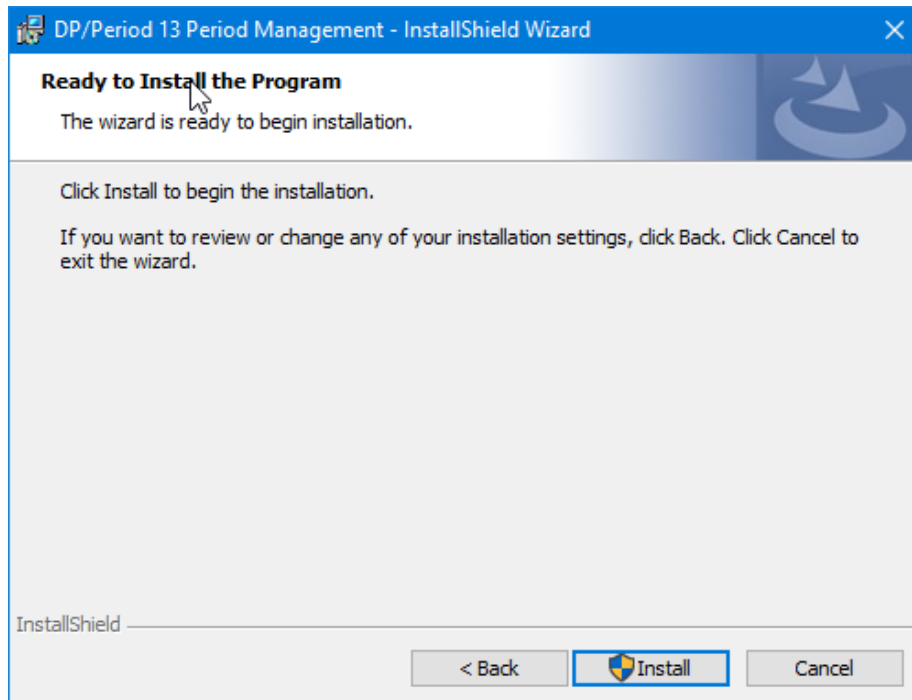 DP/Period 13 Period Management - InstallShield Wizard
Ready to Install the Program
The wizard is ready to begin installation.
Click Install to begin the installation.
If you want to review or change any of your installation settings, click Back. Click Cancel to
exit the wizard.
InstallShield
< Back
Install
Cancel